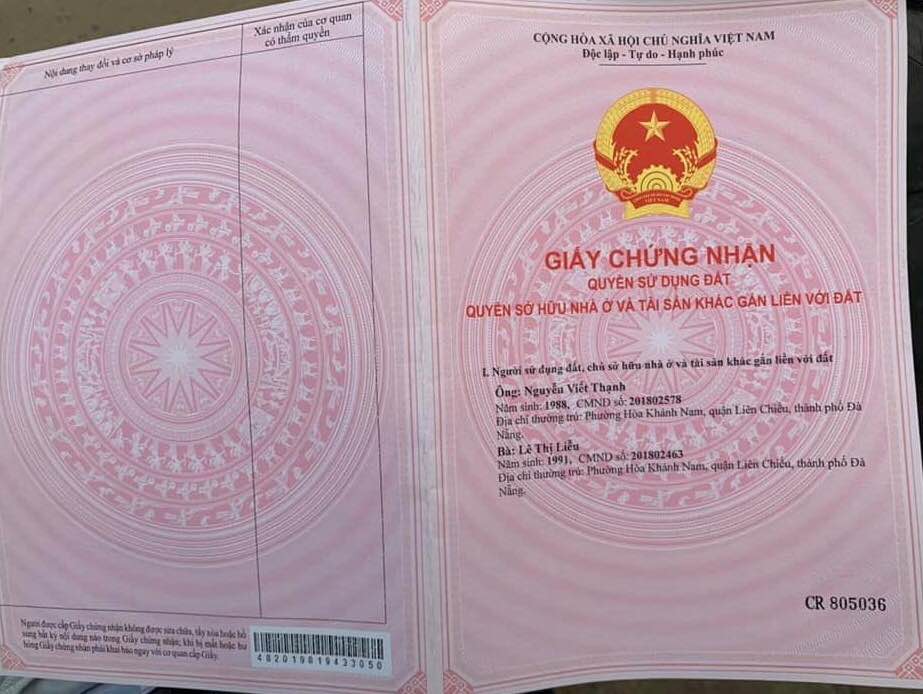 Nội dung thay đổi và cơ sở pháp lý
Xác nhận của cơ quan
có thẩm quyền
Người được cấp Giấy chứng nhận không được sửa chữa, tẩy xóa hoặc bổ
sung bất kỳ nội dung nào trong Giấy chứng nhận; khi bị mất hoặc hư
hỏng Giấy chứng nhận phải khai báo ngay với cơ quan cấp Giấy.
482019819433050
CỘNG HÒA XÃ HỘI CHỦ NGHĨA VIỆT NAM
Độc lập - Tự do - Hạnh phúc
VIỆT NAM
GIẤY CHỨNG NHẬN
QUYỀN SỬ DỤNG ĐẤT
QUYỀN SỞ HỮU NHÀ Ở VÀ TÀI SẢN KHÁC GẮN LIỀN VỚI ĐẤT
I. Người sử dụng đất, chủ sở hữu nhà ở và tài sản khác gắn liền với đất
Ông: Nguyễn Viết Thanh
Năm sinh: 1988, CMND số: 201802578
Địa chỉ thường trú: Phường Hòa Khánh Nam, quận Liên Chiểu, thành phố Đà
Nẵng.
Bà: Lê Thị Liễu
Năm sinh: 1991, CMND số: 201802463
Địa chỉ thường trú: Phường Hòa Khánh Nam, quận Liên Chiểu, thành phố Đà
Nẵng.
CR 805036